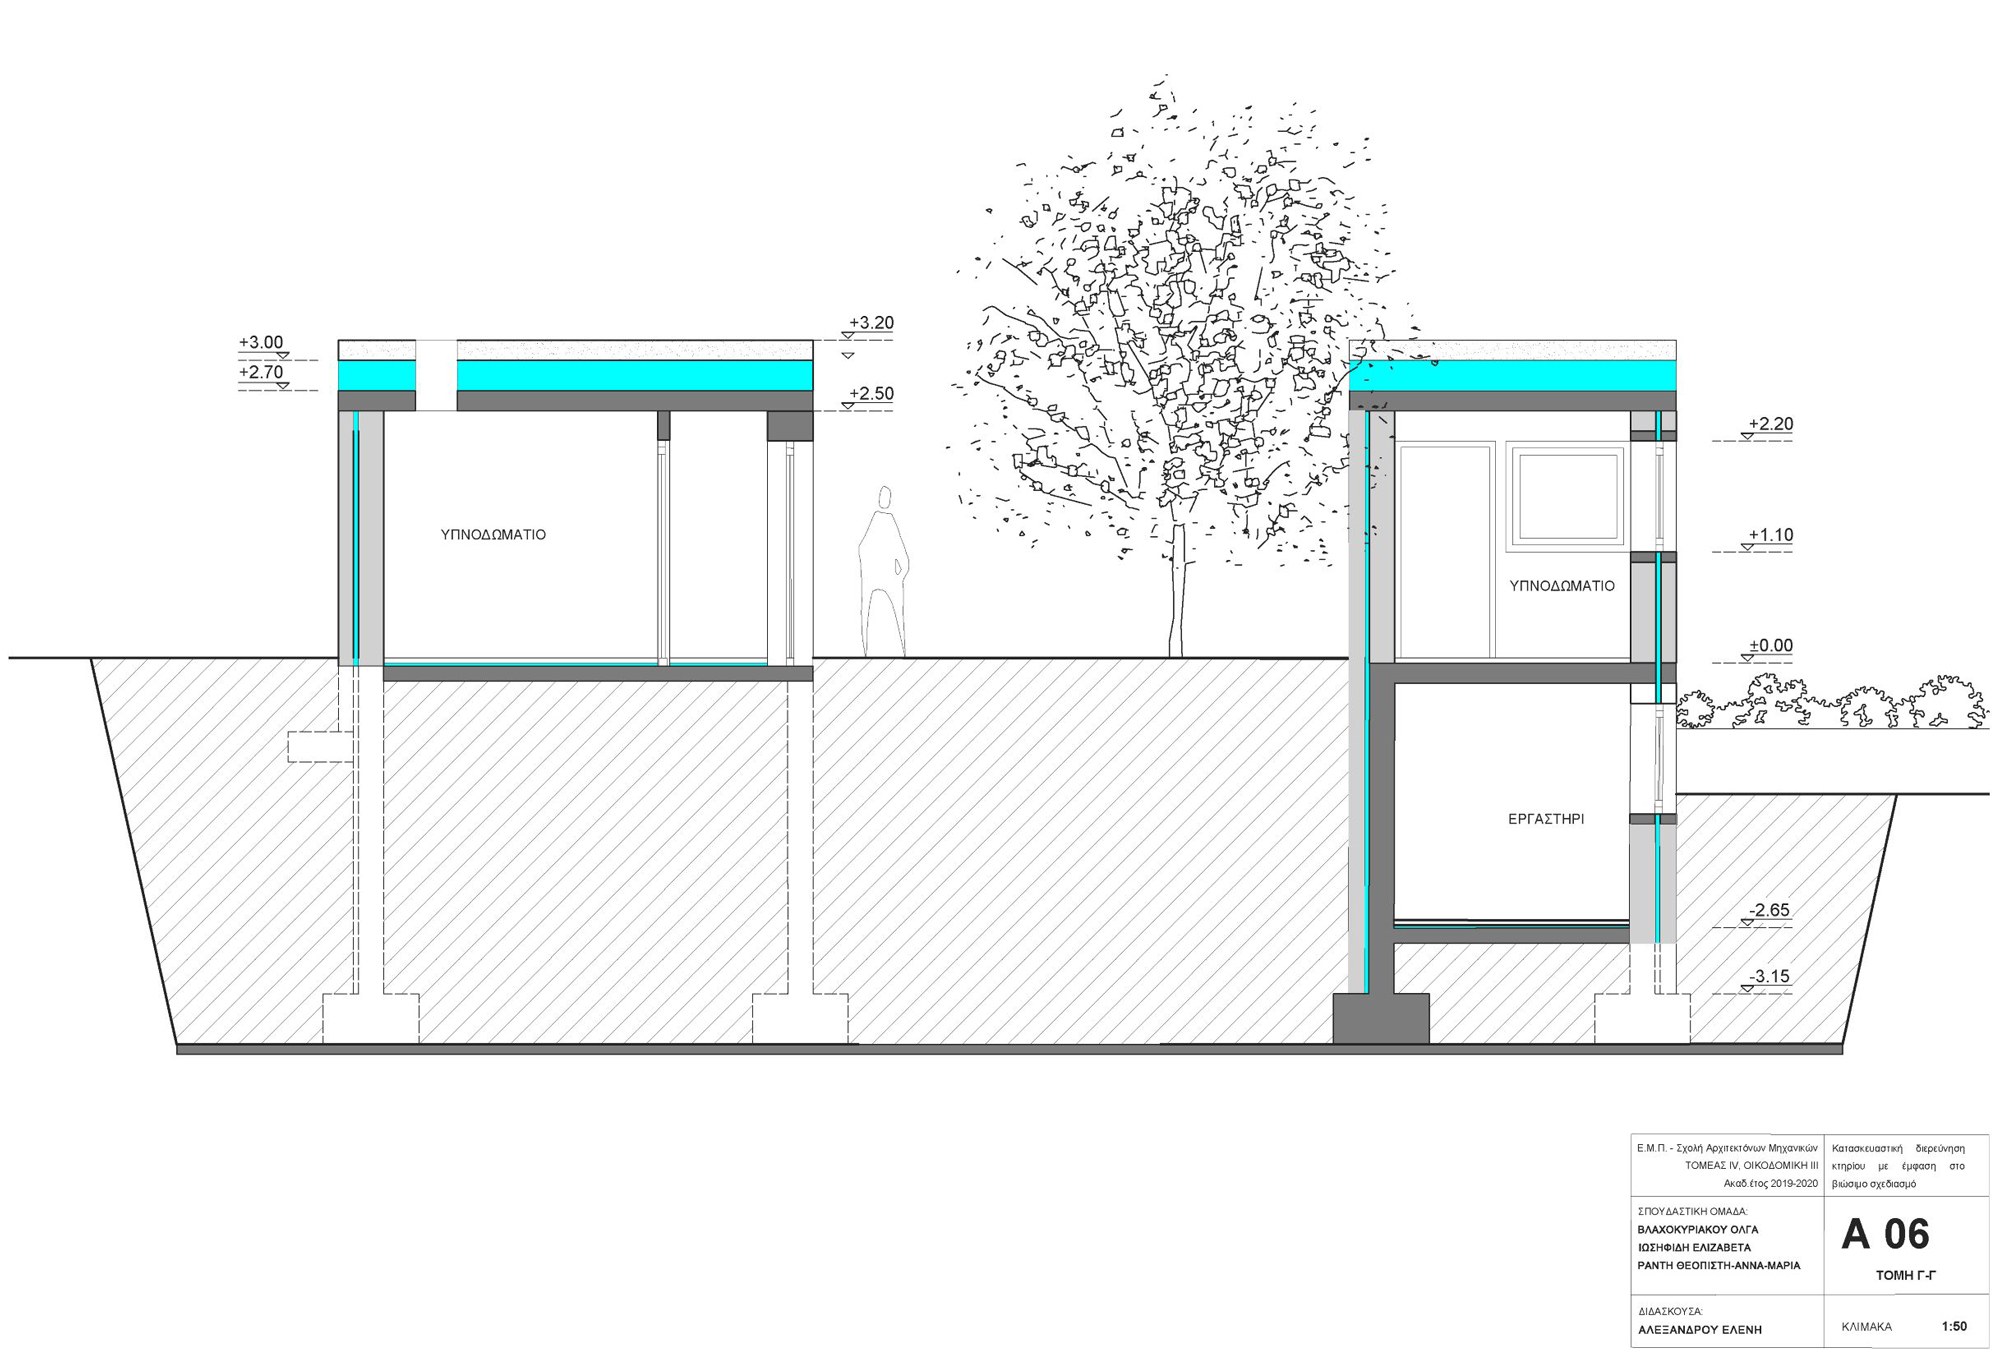 +3.20
+3.00
+2.70
+2.50
+2.20
ΥΠΝΟΔΩΜΑΤΙΟ
+1.10
ΥΠΝΟΔΩΜΑΤΙΟ
±0.00
ΕΡΓΑΣΤΗΡΙ
-2.65
-3.15
Ε.Μ.Π. - Σχολή Αρχιτεκτόνων Μηχανικών
ΤΟΜΕΑΣ IV, ΟΙΚΟΔΟΜΙΚΗ ΙΙΙ
Ακαδ.έτος 2019-2020
Κατασκευαστική διερεύνηση
κτηρίου με έμφαση στο
βιώσιμο σχεδιασμό
ΣΠΟΥΔΑΣΤΙΚΗ ΟΜΑΔΑ:
ΒΛΑΧΟΚΥΡΙΑΚΟΥ ΟΛΓΑ
ΙΩΣΗΦΙΔΗ ΕΛΙΖΑΒΕΤΑ
ΡΑΝΤΗ ΘΕΟΠΙΣΤΗ-ΑΝΝΑ-ΜΑΡΙΑ
Α 06
ΤΟΜΗ Γ-Γ
ΔΙΔΑΣΚΟΥΣΑ:
ΑΛΕΞΑΝΔΡΟΥ ΕΛΕΝΗ
ΚΛΙΜΑΚΑ 1:50